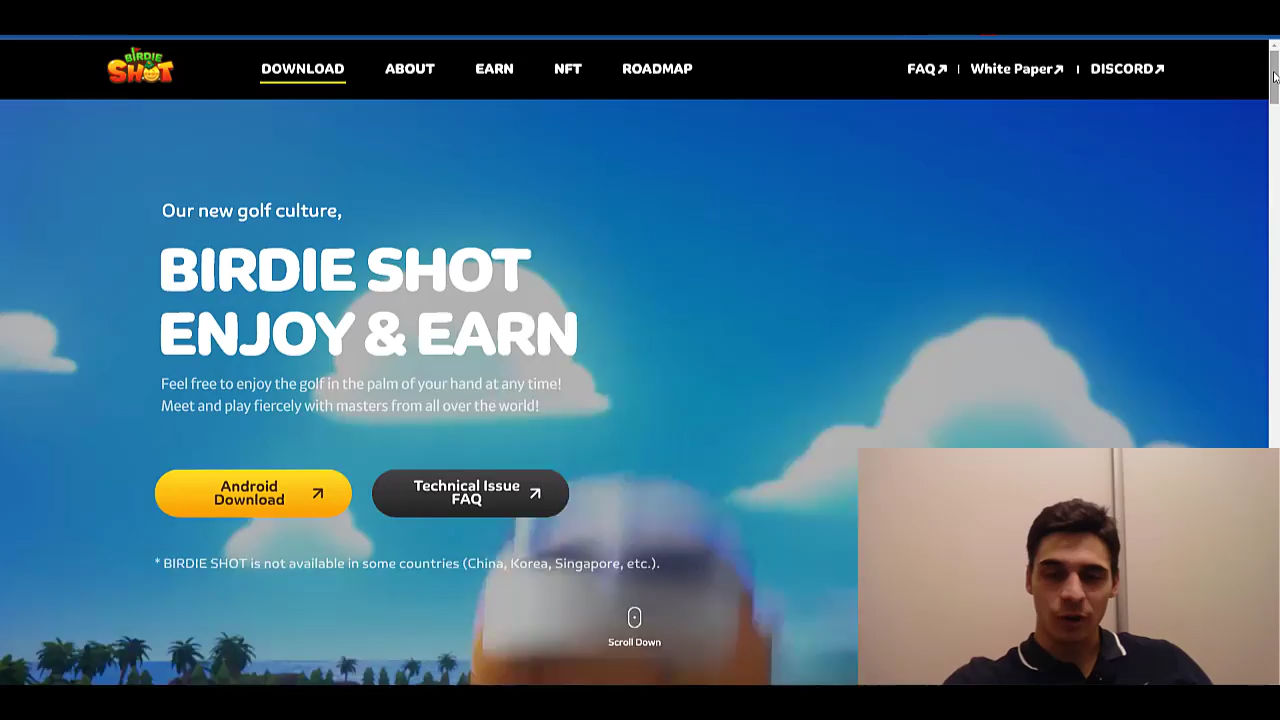 BIRDIE
SHOT
DOWNLOAD
ABOUT
EARN
NFT
ROADMAP
FAQ
White Paper
DISCORD
Our new golf culture,
BIRDIE SHOT
ENJOY & EARN
Feel free to enjoy the golf in the palm of your hand at any time!
Meet and play fiercely with masters from all over the world!
Android
Download
Technical Issue
FAQ
* BIRDIE SHOT is not available in some countries (China, Korea, Singapore, etc.).
Scroll Down